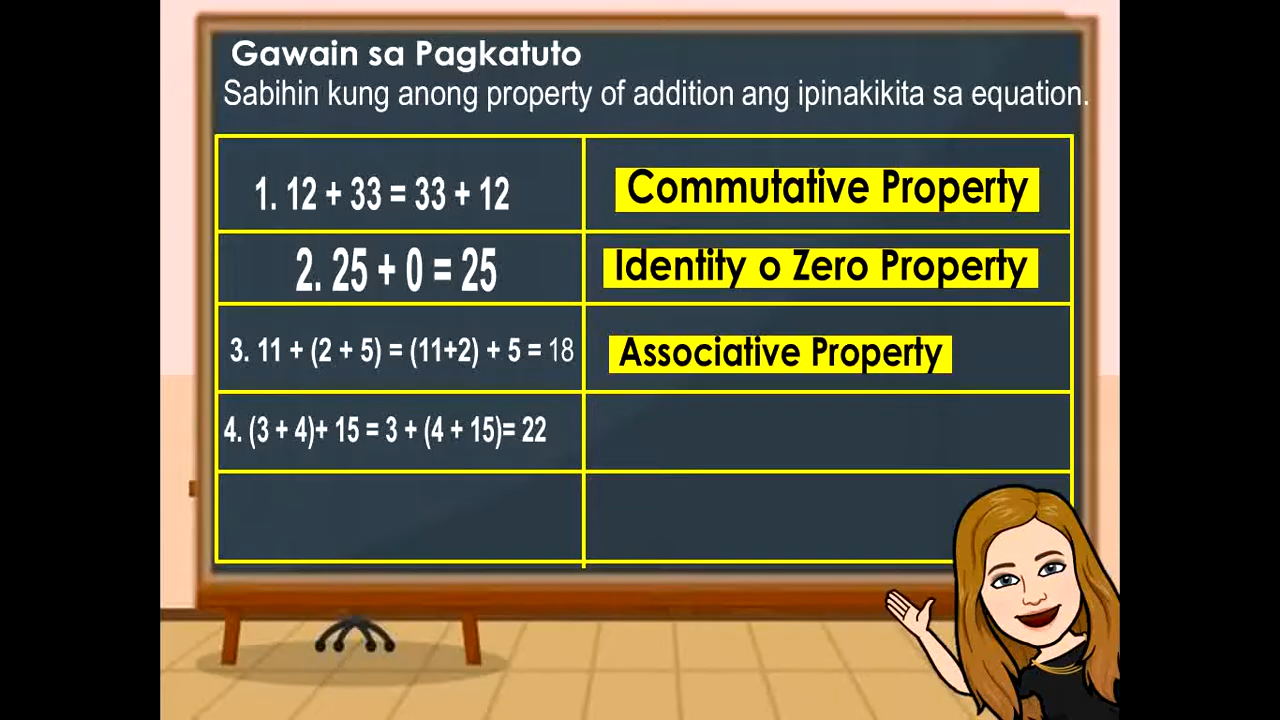 Gawain sa Pagkatuto
Sabihin kung anong property of addition ang ipinakikita sa equation.
1. 12 + 33 = 33 + 12
Commutative Property
2. 25 + 0 = 25
Identity o Zero Property
3. 11 + (2 + 5) = (11+2) + 5 = 18
Associative Property
4. (3 + 4)+ 15 = 3 + (4 + 15)= 22